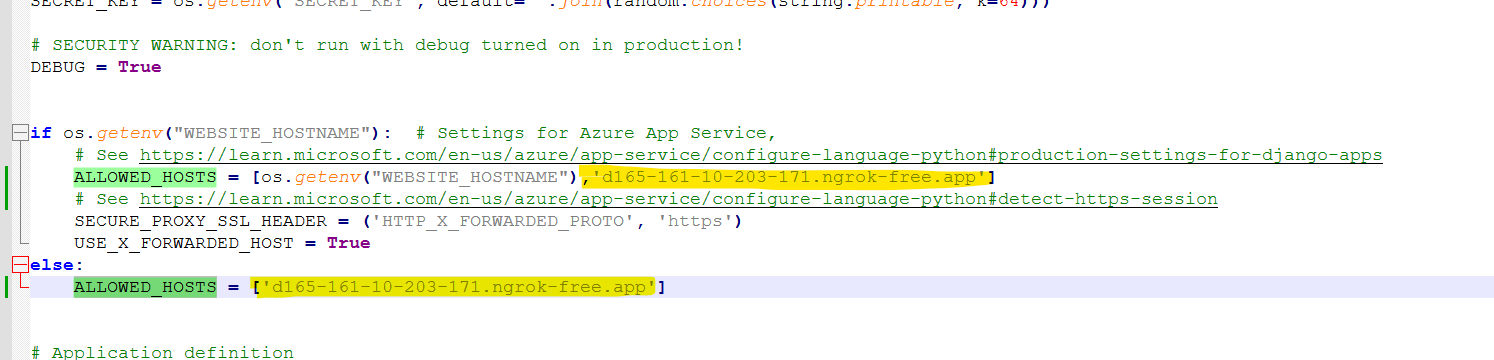 SECRET_KEY = os.getenv("SECRET_KEY", default=''.join(random.choices(string.printable, k=64)))
# SECURITY WARNING: don't run with debug turned on in production!
DEBUG = True
if os.getenv("WEBSITE_HOSTNAME"):  # Settings for Azure App Service,
    # See https://learn.microsoft.com/en-us/azure/app-service/configure-language-python#production-settings-for-django-apps
    ALLOWED_HOSTS = [os.getenv("WEBSITE_HOSTNAME"),'d165-161-10-203-171.ngrok-free.app']
    # See https://learn.microsoft.com/en-us/azure/app-service/configure-language-python#detect-https-session
    SECURE_PROXY_SSL_HEADER = ('HTTP_X_FORWARDED_PROTO', 'https')
    USE_X_FORWARDED_HOST = True
else:
    ALLOWED_HOSTS = ['d165-161-10-203-171.ngrok-free.app']
# Application definition